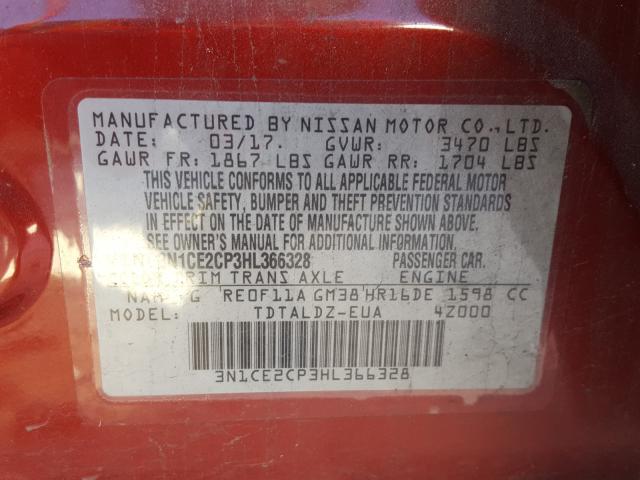 MANUFACTURED BY NISSAN MOTOR CO., LTD.
DATE: 03/17. GVWR: 3470 LBS
GAWR FR: 1867 LBS GAWR RR: 1704 LBS
THIS VEHICLE CONFORMS TO ALL APPLICABLE FEDERAL MOTOR
VEHICLE SAFETY, BUMPER AND THEFT PREVENTION STANDARDS
IN EFFECT ON THE DATE OF MANUFACTURE SHOWN ABOVE.
SEE OWNER'S MANUAL FOR ADDITIONAL INFORMATION.
3N1CE2CP3HL366328 PASSENGER CAR.
TRIM TRANS AXLE ENGINE
NAH G RE0F11A GM38 HR16DE 1598 CC
MODEL: TDTALDZ-EUA 4Z000
3N1CE2CP3HL366328